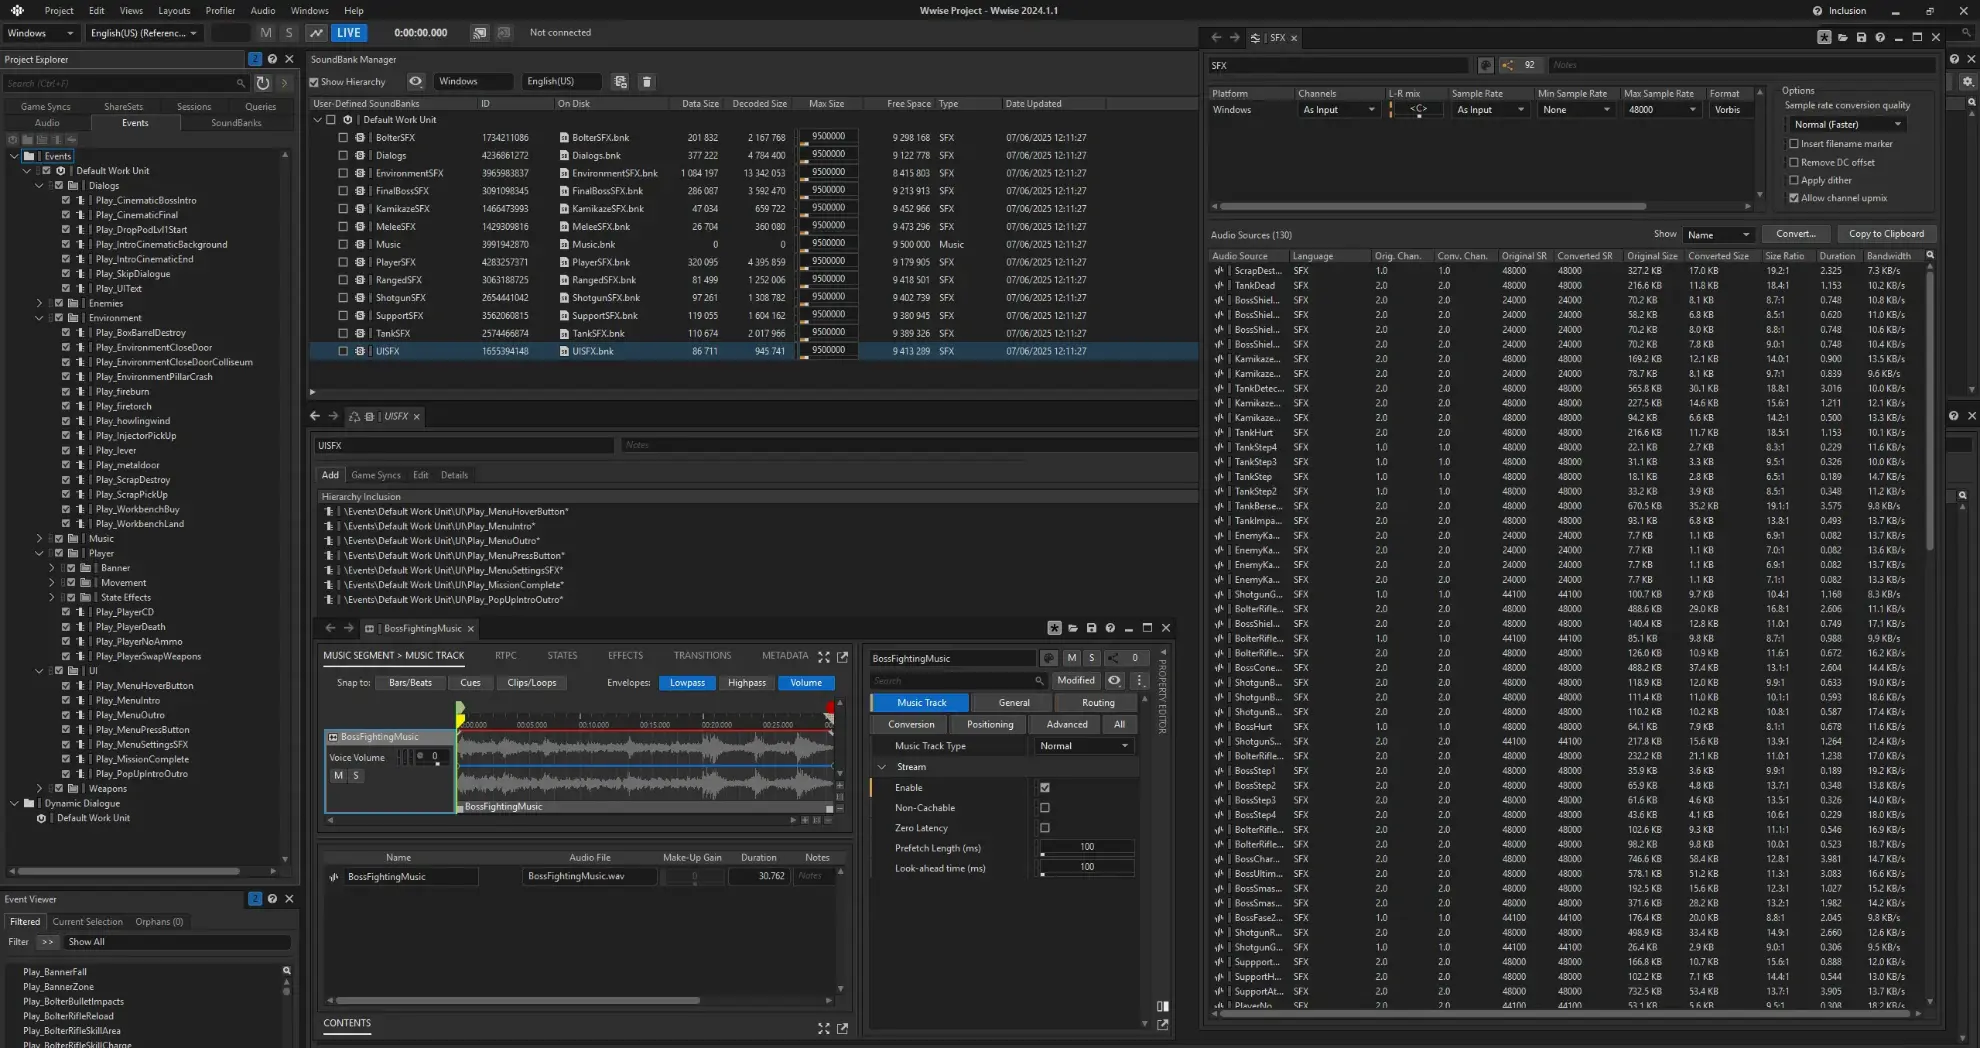 Project Edit Views Layouts Profiler Audio Windows Help
Wwise Project - Wwise 2024.1.1
Inclusion
Windows English(US) (Referenc... M S LIVE 0:00:00.000 Not connected
Project Explorer
2
Search (Ctrl+F)
Game Syncs ShareSets Sessions Queries
Audio Events SoundBanks
Events
Default Work Unit
Dialogs
Play_CinematicBossIntro
Play_CinematicFinal
Play_DropPodLvl1Start
Play_IntroCinematicBackground
Play_IntroCinematicEnd
Play_SkipDialogue
Play_UIText
Enemies
Environment
Play_BoxBarrelDestroy
Play_EnvironmentCloseDoor
Play_EnvironmentCloseDoorColliseum
Play_EnvironmentPillarCrash
Play_fireburn
Play_firetorch
Play_howlingwind
Play_InjectorPickUp
Play_lever
Play_metaldoor
Play_ScrapDestroy
Play_ScrapPickUp
Play_WorkbenchBuy
Play_WorkbenchLand
Music
Player
Banner
Movement
State Effects
Play_PlayerCD
Play_PlayerDeath
Play_PlayerNoAmmo
Play_PlayerSwapWeapons
UI
Play_MenuHoverButton
Play_MenuIntro
Play_MenuOutro
Play_MenuPressButton
Play_MenuSettingsSFX
Play_MissionComplete
Play_PopUpIntroOutro
Weapons
Dynamic Dialogue
Default Work Unit
Event Viewer
2
Filtered Current Selection Orphans (0)
Filter >> Show All
Play_BannerFall
Play_BannerZone
Play_BolterBulletImpacts
Play_BolterRifleReload
Play_BolterRifleSkillArea
Play_BolterRifleSkillCharge
SoundBank Manager
Show Hierarchy Windows English(US)
User-Defined SoundBanks ID On Disk Data Size Decoded Size Max Size Free Space Type Date Updated
Default Work Unit
BolterSFX 1734211086 BolterSFX.bnk 201 832 2 167 768 9500000 9 298 168 SFX 07/06/2025 12:11:27
Dialogs 4236861272 Dialogs.bnk 377 222 4 784 400 9500000 9 122 778 SFX 07/06/2025 12:11:27
EnvironmentSFX 3965983837 EnvironmentSFX.bnk 1 084 197 13 342 053 9500000 8 415 803 SFX 07/06/2025 12:11:27
FinalBossSFX 3091098345 FinalBossSFX.bnk 286 087 3 592 470 9500000 9 213 913 SFX 07/06/2025 12:11:27
KamikazeSFX 1466473993 KamikazeSFX.bnk 47 034 659 722 9500000 9 452 966 SFX 07/06/2025 12:11:27
MeleeSFX 1429309816 MeleeSFX.bnk 26 704 360 080 9500000 9 473 296 SFX 07/06/2025 12:11:27
Music 3991942870 Music.bnk 0 0 9500000 9 500 000 Music 07/06/2025 12:11:27
PlayerSFX 4283257371 PlayerSFX.bnk 320 095 4 395 859 9500000 9 179 905 SFX 07/06/2025 12:11:27
RangedSFX 3063188725 RangedSFX.bnk 81 499 1 252 006 9500000 9 418 501 SFX 07/06/2025 12:11:27
ShotgunSFX 2654441042 ShotgunSFX.bnk 97 261 1 308 782 9500000 9 402 739 SFX 07/06/2025 12:11:27
SupportSFX 3562060815 SupportSFX.bnk 119 055 1 604 162 9500000 9 380 945 SFX 07/06/2025 12:11:27
TankSFX 2574466874 TankSFX.bnk 110 674 2 017 966 9500000 9 389 326 SFX 07/06/2025 12:11:27
UISFX 1655394148 UISFX.bnk 86 711 945 741 9500000 9 413 289 SFX 07/06/2025 12:11:27
UISFX
UISFX Notes
Add Game Syncs Edit Details
Hierarchy Inclusion
\Events\Default Work Unit\UI\Play_MenuHoverButton*
\Events\Default Work Unit\UI\Play_MenuIntro*
\Events\Default Work Unit\UI\Play_MenuOutro*
\Events\Default Work Unit\UI\Play_MenuPressButton*
\Events\Default Work Unit\UI\Play_MenuSettingsSFX*
\Events\Default Work Unit\UI\Play_MissionComplete*
\Events\Default Work Unit\UI\Play_PopUpIntroOutro*
BossFightingMusic
MUSIC SEGMENT > MUSIC TRACK RTPC STATES EFFECTS TRANSITIONS METADATA
Snap to: Bars/Beats Cues Clips/Loops Envelopes: Lowpass Highpass Volume
00:05.000 00:10.000 00:15.000 00:20.000 00:25.000
BossFightingMusic
Voice Volume 0
M S
BossFightingMusic
Name Audio File Make-Up Gain Duration Notes
BossFightingMusic BossFightingMusic.wav 0 30.762 Notes
CONTENTS
BossFightingMusic M S 0
Search Modified
PROPERTY EDITOR
Music Track General Routing
Conversion Positioning Advanced All
Music Track Type Normal
Stream
Enable
Non-Cachable
Zero Latency
Prefetch Length (ms) 100
Look-ahead time (ms) 100
SFX
SFX 92 Notes
Platform Channels L-R mix Sample Rate Min Sample Rate Max Sample Rate Format
Windows As Input <C> As Input None 48000 Vorbis
Options
Sample rate conversion quality
Normal (Faster)
Insert filename marker
Remove DC offset
Apply dither
Allow channel upmix
Audio Sources (130) Show Name Convert... Copy to Clipboard
Audio Source Language Orig. Chan. Conv. Chan. Original SR Converted SR Original Size Converted Size Size Ratio Duration Bandwidth
ScrapDest... SFX 1.0 1.0 48000 48000 327.2 KB 17.0 KB 19.2:1 2.325 7.3 KB/s
TankDead SFX 1.0 1.0 48000 48000 216.6 KB 11.8 KB 18.4:1 1.153 10.2 KB/s
BossShiel... SFX 2.0 2.0 24000 24000 70.2 KB 8.1 KB 8.7:1 0.748 10.8 KB/s
BossShiel... SFX 2.0 2.0 24000 24000 58.2 KB 6.8 KB 8.5:1 0.620 11.0 KB/s
BossShiel... SFX 2.0 2.0 24000 24000 70.2 KB 8.0 KB 8.8:1 0.748 10.6 KB/s
BossShiel... SFX 2.0 2.0 24000 24000 70.2 KB 7.8 KB 9.0:1 0.748 10.4 KB/s
Kamikaze... SFX 2.0 2.0 48000 48000 169.2 KB 12.1 KB 14.0:1 0.900 13.5 KB/s
Kamikaze... SFX 2.0 2.0 24000 24000 78.7 KB 8.1 KB 9.7:1 0.839 9.6 KB/s
TankDetec... SFX 2.0 2.0 48000 48000 565.8 KB 30.1 KB 18.8:1 3.016 10.0 KB/s
Kamikaze... SFX 2.0 2.0 48000 48000 227.5 KB 14.6 KB 15.6:1 1.211 12.1 KB/s
Kamikaze... SFX 2.0 2.0 48000 48000 94.2 KB 6.6 KB 14.2:1 0.500 13.3 KB/s
TankHurt SFX 2.0 2.0 48000 48000 216.6 KB 11.7 KB 18.5:1 1.153 10.1 KB/s
TankStep4 SFX 1.0 1.0 48000 48000 22.1 KB 2.7 KB 8.3:1 0.229 11.6 KB/s
TankStep3 SFX 1.0 1.0 48000 48000 31.1 KB 3.3 KB 9.5:1 0.326 10.0 KB/s
TankStep SFX 1.0 1.0 48000 48000 18.1 KB 2.8 KB 6.5:1 0.189 14.7 KB/s
TankStep2 SFX 1.0 1.0 48000 48000 33.2 KB 3.9 KB 8.5:1 0.348 11.2 KB/s
TankBerse... SFX 2.0 2.0 48000 48000 670.5 KB 35.2 KB 19.1:1 3.575 9.8 KB/s
TankImpa... SFX 2.0 2.0 48000 48000 93.1 KB 6.8 KB 13.8:1 0.493 13.7 KB/s
EnemyKa... SFX 2.0 2.0 24000 24000 7.7 KB 1.1 KB 6.9:1 0.082 13.7 KB/s
EnemyKa... SFX 2.0 2.0 24000 24000 7.7 KB 1.1 KB 7.0:1 0.082 13.6 KB/s
EnemyKa... SFX 2.0 2.0 24000 24000 7.7 KB 1.1 KB 6.9:1 0.082 13.7 KB/s
EnemyKa... SFX 2.0 2.0 24000 24000 7.7 KB 1.1 KB 7.1:1 0.082 13.3 KB/s
ShotgunG... SFX 1.0 1.0 44100 44100 100.7 KB 9.7 KB 10.4:1 1.168 8.3 KB/s
BolterRifle... SFX 2.0 2.0 48000 48000 488.6 KB 29.0 KB 16.8:1 2.606 11.1 KB/s
BossShiel... SFX 2.0 2.0 48000 48000 140.4 KB 12.8 KB 11.0:1 0.749 17.1 KB/s
BolterRifle... SFX 1.0 1.0 44100 44100 85.1 KB 9.8 KB 8.7:1 0.988 9.9 KB/s
BolterRifle... SFX 2.0 2.0 48000 48000 126.0 KB 10.9 KB 11.6:1 0.672 16.2 KB/s
BossCone... SFX 2.0 2.0 48000 48000 488.2 KB 37.4 KB 13.1:1 2.604 14.4 KB/s
ShotgunB... SFX 2.0 2.0 48000 48000 118.9 KB 12.0 KB 9.9:1 0.633 19.0 KB/s
ShotgunB... SFX 2.0 2.0 48000 48000 111.4 KB 11.0 KB 10.1:1 0.593 18.6 KB/s
ShotgunB... SFX 2.0 2.0 48000 48000 110.2 KB 10.2 KB 10.8:1 0.587 17.4 KB/s
BossHurt SFX 1.0 1.0 48000 48000 64.1 KB 7.9 KB 8.1:1 0.678 11.6 KB/s
ShotgunS... SFX 2.0 2.0 44100 44100 217.8 KB 15.6 KB 13.9:1 1.264 12.4 KB/s
BolterRifle... SFX 2.0 2.0 48000 48000 232.2 KB 21.1 KB 11.0:1 1.238 17.0 KB/s
BossStep1 SFX 2.0 2.0 48000 48000 35.9 KB 3.6 KB 9.9:1 0.189 19.2 KB/s
BossStep2 SFX 2.0 2.0 48000 48000 65.9 KB 4.8 KB 13.7:1 0.348 13.8 KB/s
BossStep3 SFX 2.0 2.0 48000 48000 61.6 KB 4.6 KB 13.5:1 0.326 14.0 KB/s
BossStep4 SFX 2.0 2.0 48000 48000 43.6 KB 4.1 KB 10.6:1 0.229 18.0 KB/s
BolterRifle... SFX 2.0 2.0 48000 48000 102.6 KB 9.3 KB 11.1:1 0.546 16.9 KB/s
BolterRifle... SFX 2.0 2.0 48000 48000 98.2 KB 9.8 KB 10.0:1 0.523 18.7 KB/s
BossChar... SFX 2.0 2.0 48000 48000 746.6 KB 58.4 KB 12.8:1 3.981 14.7 KB/s
BossUltim... SFX 2.0 2.0 48000 48000 578.1 KB 51.2 KB 11.3:1 3.083 16.6 KB/s
BossSmas... SFX 2.0 2.0 48000 48000 192.5 KB 15.6 KB 12.3:1 1.027 15.2 KB/s
BossSmas... SFX 2.0 2.0 48000 48000 371.6 KB 28.2 KB 13.2:1 1.982 14.2 KB/s
BossFase2... SFX 1.0 1.0 44100 44100 176.4 KB 20.0 KB 8.8:1 2.045 9.8 KB/s
ShotgunR... SFX 2.0 2.0 48000 48000 498.9 KB 33.4 KB 14.9:1 2.660 12.6 KB/s
ShotgunG... SFX 1.0 1.0 44100 44100 26.4 KB 2.9 KB 9.0:1 0.306 9.5 KB/s
Suppport... SFX 2.0 2.0 48000 48000 166.8 KB 10.7 KB 15.6:1 0.888 12.0 KB/s
SupportH... SFX 2.0 2.0 48000 48000 102.2 KB 7.1 KB 14.4:1 0.544 13.0 KB/s
SupportAt... SFX 2.0 2.0 48000 48000 732.5 KB 53.4 KB 13.7:1 3.905 13.7 KB/s
PlayerNo... SFX 2.0 2.0 44100 44100 53.1 KB 5.6 KB 9.5:1 0.308 18.2 KB/s